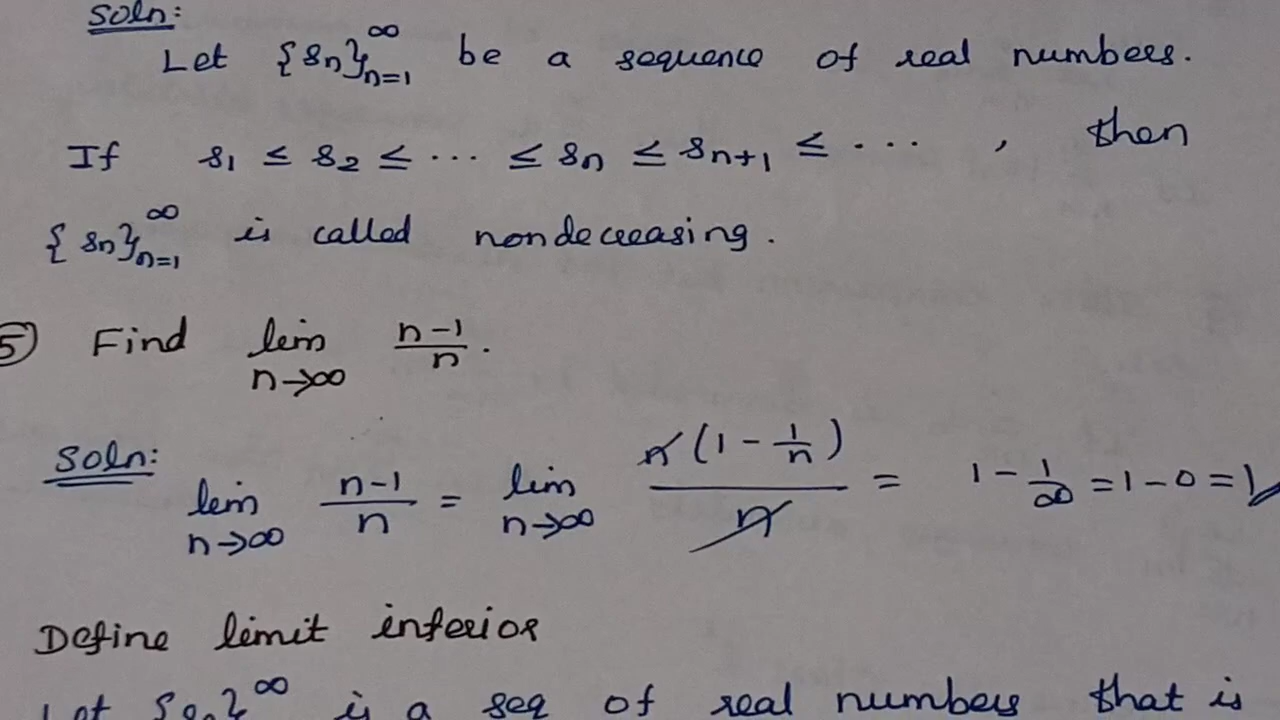 Soln:
Let {sn}∞n=1 be a sequence of real numbers.
If s1 ≤ s2 ≤ ... ≤ sn ≤ sn+1 ≤ ... , then
{sn}∞n=1 is called nondecreasing.
5) Find lim n→∞ n-1/n.
Soln:
lim n→∞ n-1/n = lim n→∞ n(1 - 1/n)/n = 1 - 1/∞ = 1 - 0 = 1
Define limit inferior
Let {sn}∞ is a seq of real numbers that is